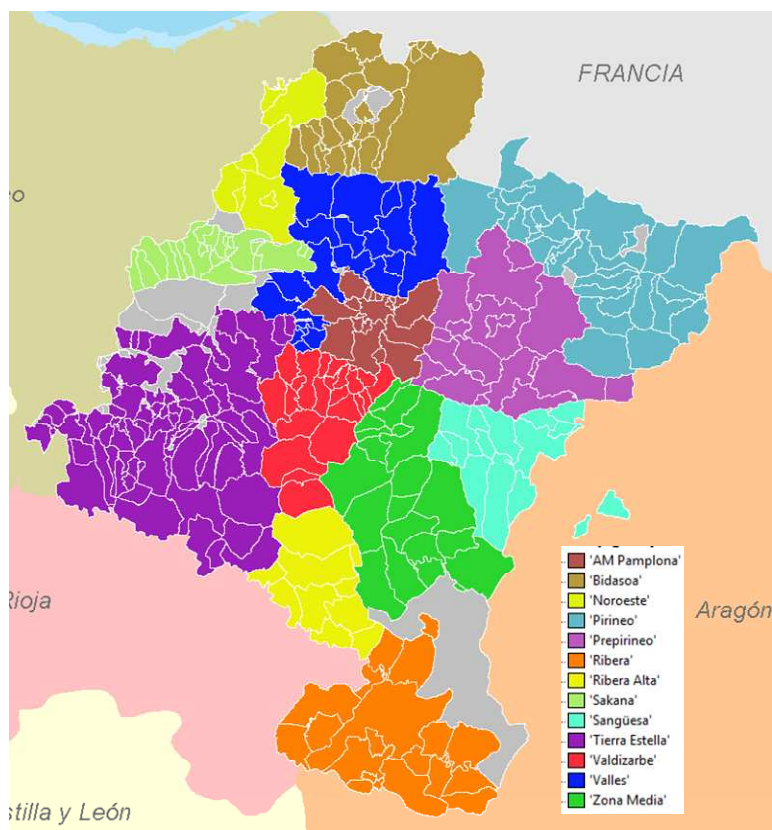 FRANCIA
co
Rioja
Aragón
stilla y León
'AM Pamplona'
'Bidasoa'
'Noroeste'
'Pirineo'
'Prepirineo'
'Ribera'
'Ribera Alta'
'Sakana'
'Sangüesa'
'Tierra Estella'
'Valdizarbe'
'Valles'
'Zona Media'